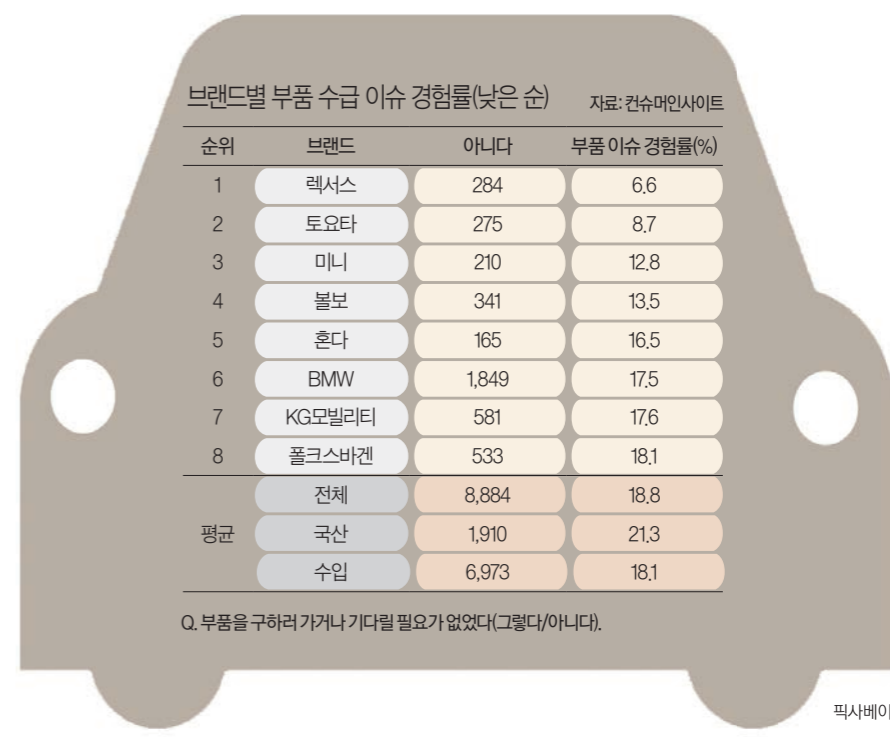 브랜드별 부품 수급 이슈 경험률(낮은 순) 자료: 컨슈머인사이트
순위 브랜드 아니다 부품 이슈 경험률(%)
1 렉서스 284 6.6
2 토요타 275 8.7
3 미니 210 12.8
4 볼보 341 13.5
5 혼다 165 16.5
6 BMW 1,849 17.5
7 KG모빌리티 581 17.6
8 폴크스바겐 533 18.1
전체 8,884 18.8
평균 국산 1,910 21.3
수입 6,973 18.1
Q. 부품을 구하러 가거나 기다릴 필요가 없었다(그렇다/아니다).
픽사베이